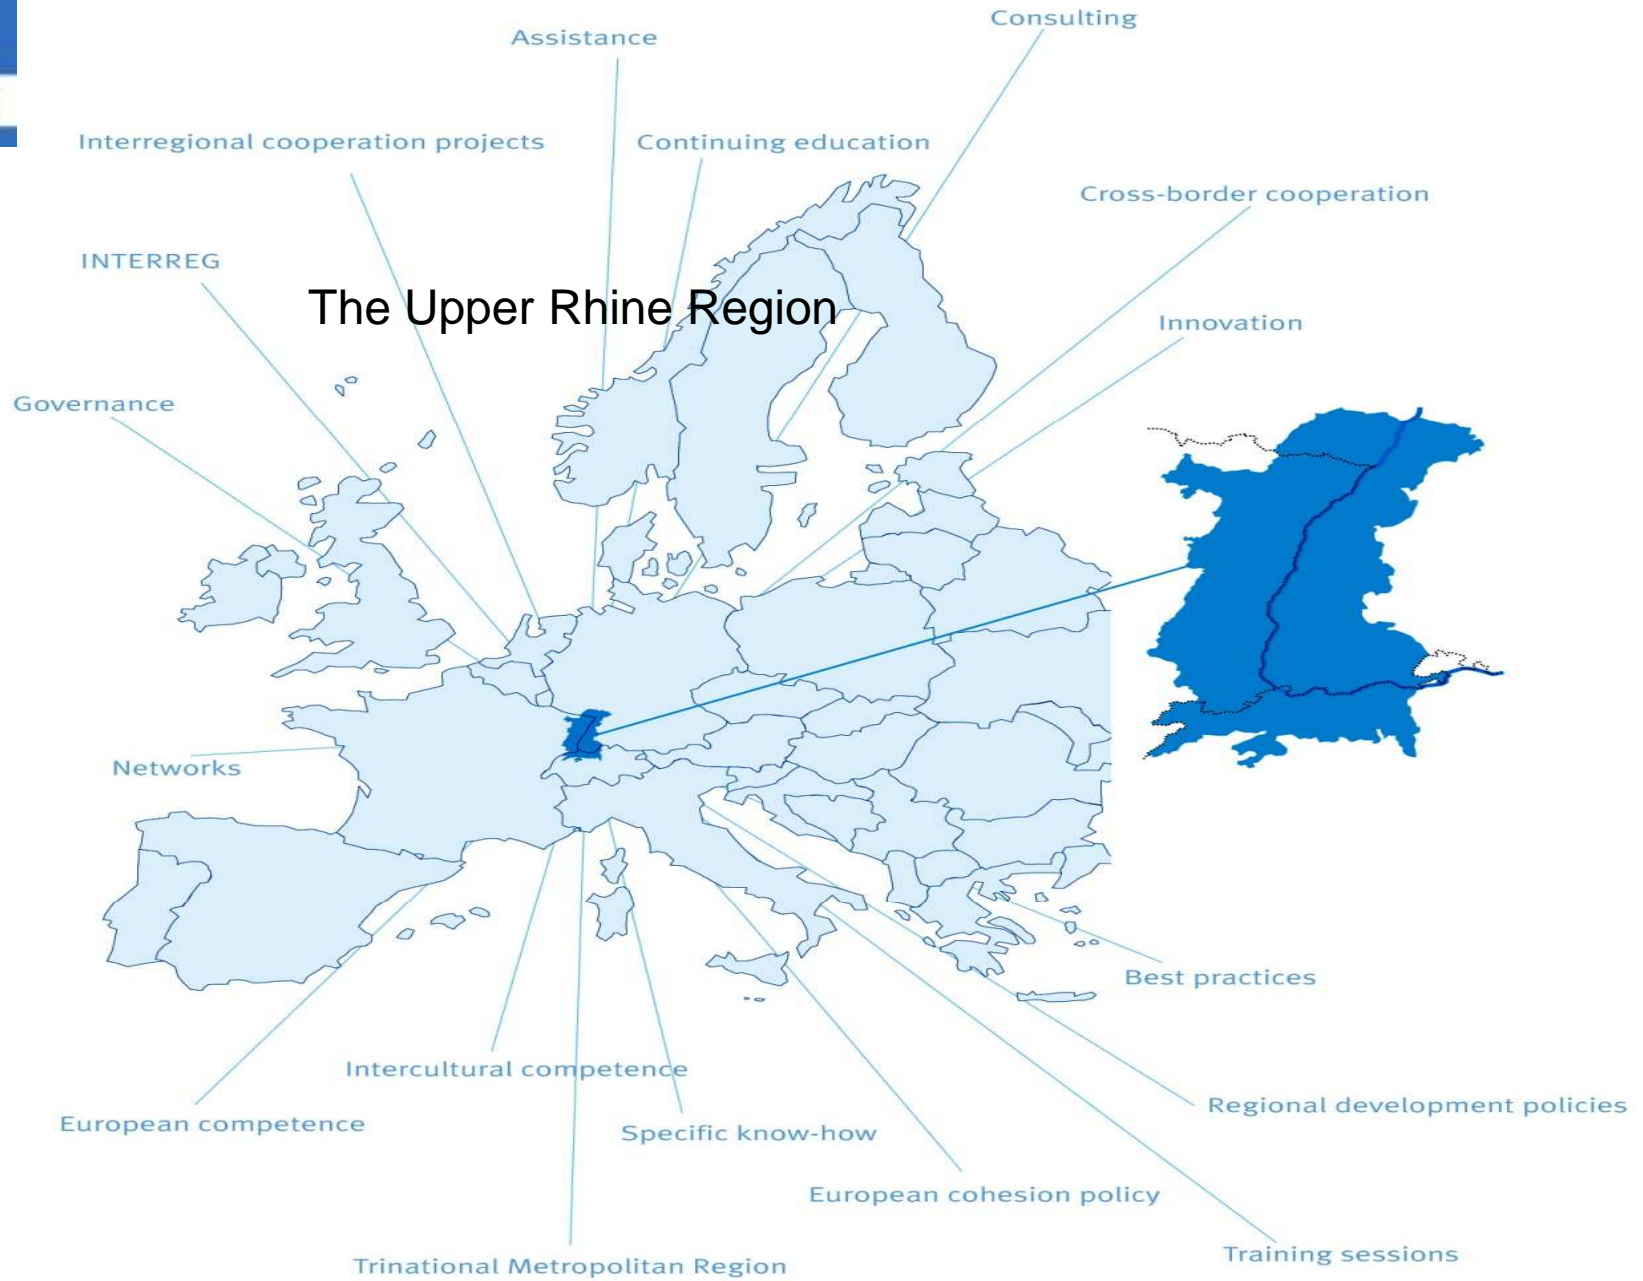 Consulting
Assistance
Interregional cooperation projects
Continuing education
Cross-border cooperation
INTERREG
The Upper Rhine Region
Innovation
Governance
Networks
Best practices
Intercultural competence
Regional development policies
European competence
Specific know-how
European cohesion policy
Training sessions
Trinational Metropolitan Region